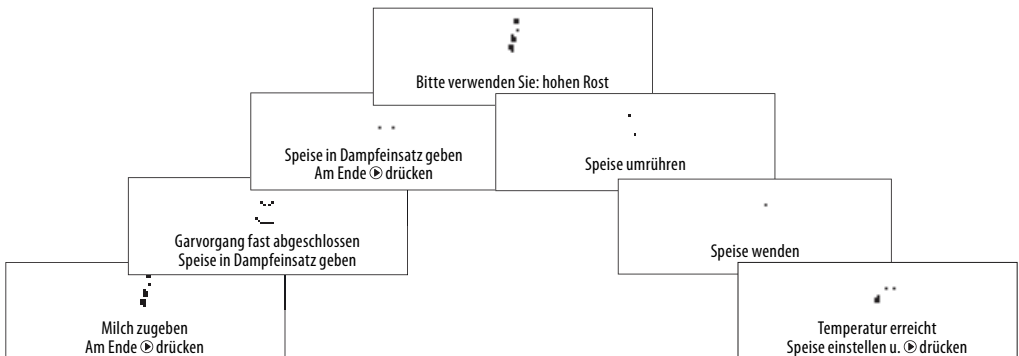 Bitte verwenden Sie: hohen Rost
Speise in Dampfeinsatz geben
Am Ende ▶ drücken
Speise umrühren
Garvorgang fast abgeschlossen
Speise in Dampfeinsatz geben
Speise wenden
Milch zugeben
Am Ende ▶ drücken
Temperatur erreicht
Speise einstellen u. ▶ drücken